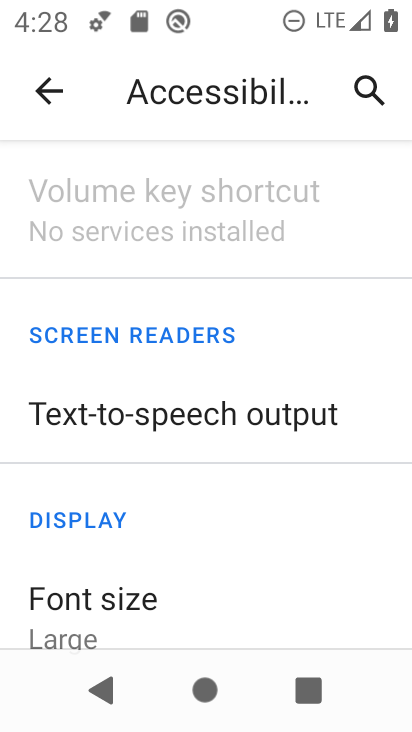 4:28
LTE
Accessibil...
Volume key shortcut
No services installed
SCREEN READERS
Text-to-speech output
DISPLAY
Font size
Large